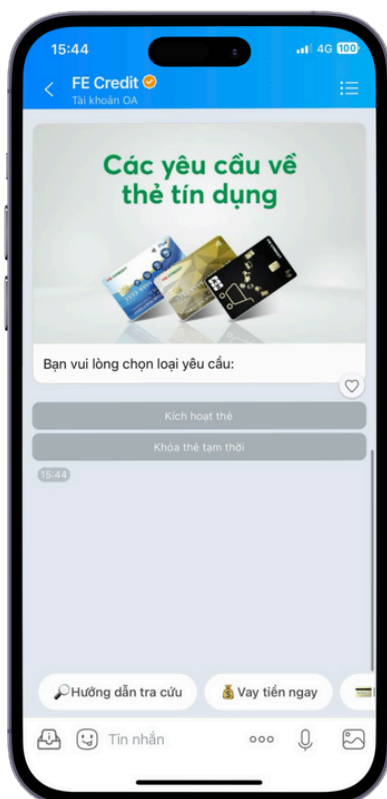 15:44
4G 100
FE Credit
Tài khoản OA
Các yêu cầu về
thẻ tín dụng
FE CREDIT
Bạn vui lòng chọn loại yêu cầu:
Kích hoạt thẻ
Khóa thẻ tạm thời
15:44
Hướng dẫn tra cứu
Vay tiền ngay
Tin nhắn